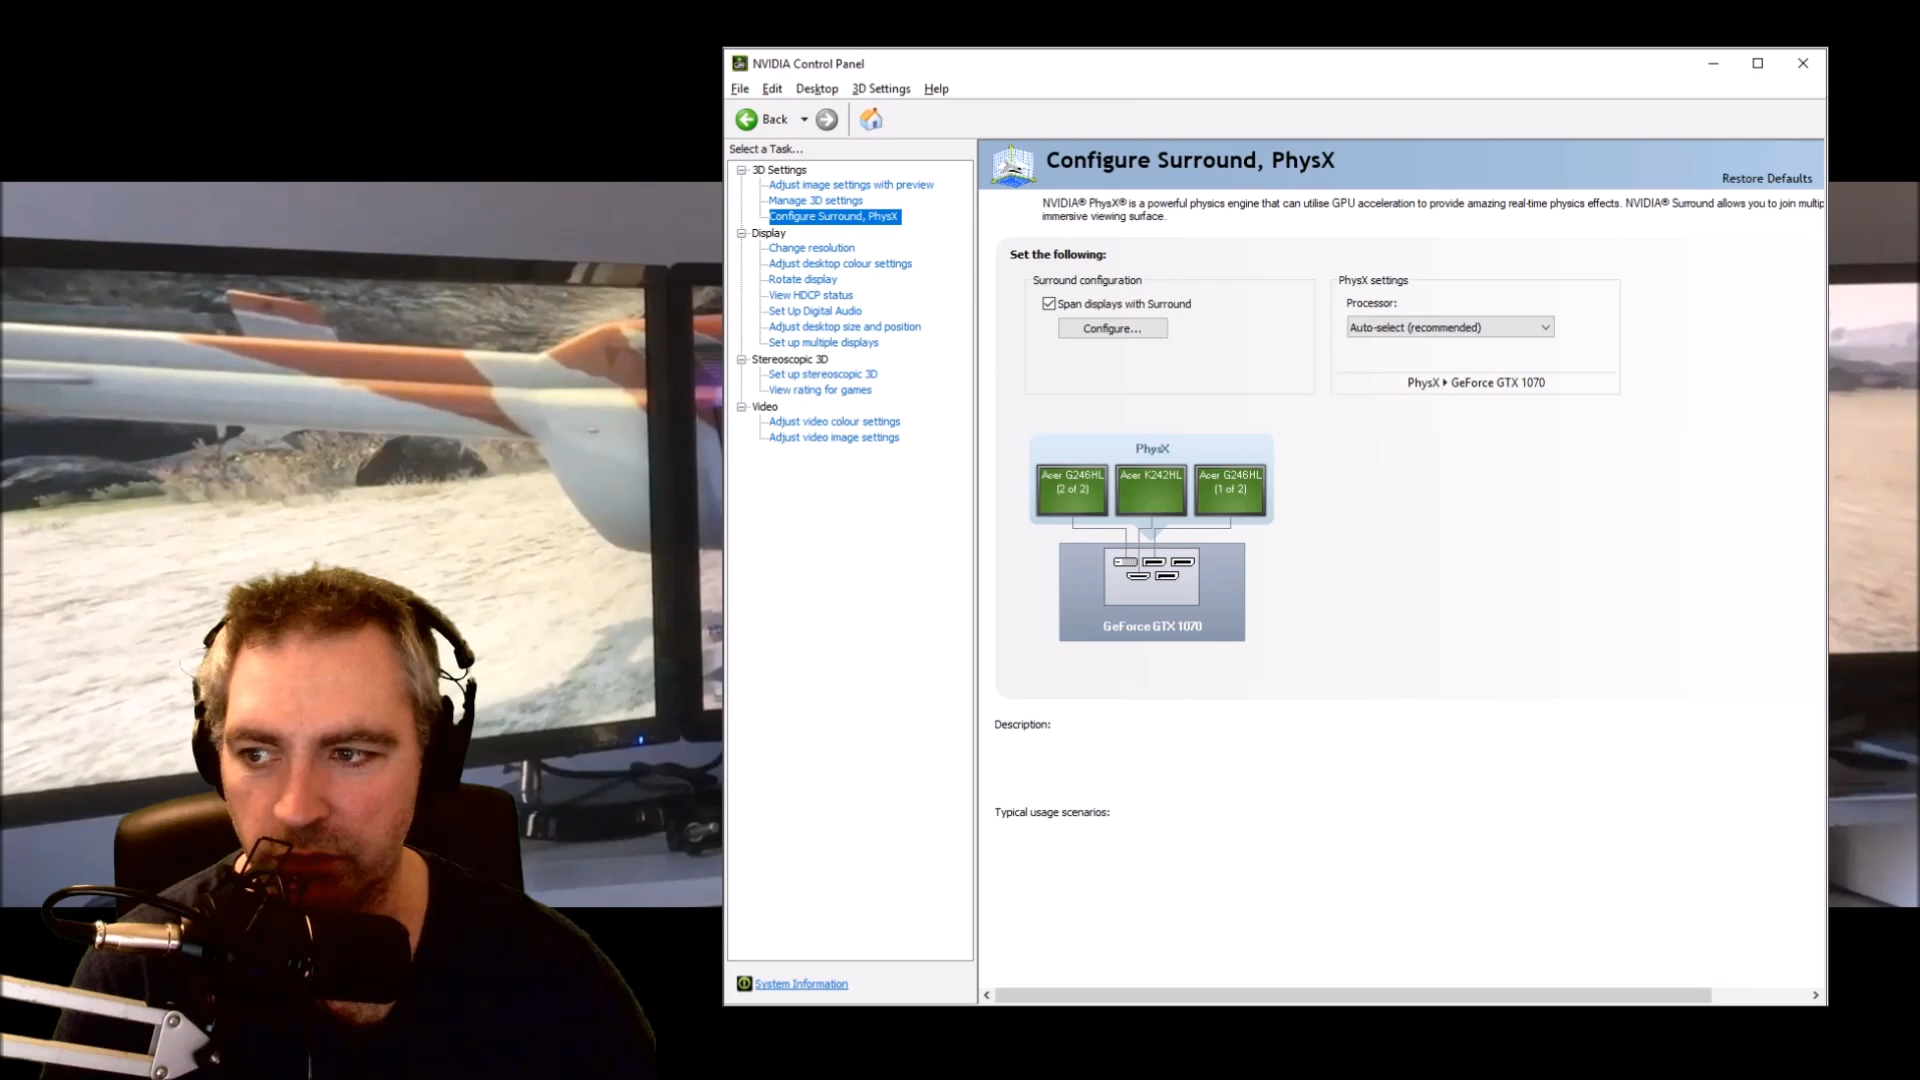 NVIDIA Control Panel
File Edit Desktop 3D Settings Help
Back
Select a Task...
3D Settings
Adjust image settings with preview
Manage 3D settings
Configure Surround, PhysX
Display
Change resolution
Adjust desktop colour settings
Rotate display
View HDCP status
Set Up Digital Audio
Adjust desktop size and position
Set up multiple displays
Stereoscopic 3D
Set up stereoscopic 3D
View rating for games
Video
Adjust video colour settings
Adjust video image settings
System Information
Configure Surround, PhysX
Restore Defaults
NVIDIA® PhysX® is a powerful physics engine that can utilise GPU acceleration to provide amazing real-time physics effects. NVIDIA® Surround allows you to join multip
immersive viewing surface.
Set the following:
Surround configuration
Span displays with Surround
Configure...
PhysX settings
Processor:
Auto-select (recommended)
PhysX GeForce GTX 1070
PhysX
Acer G246HL
(2 of 2)
Acer K242HL
Acer G246HL
(1 of 2)
GeForce GTX 1070
Description:
Typical usage scenarios: